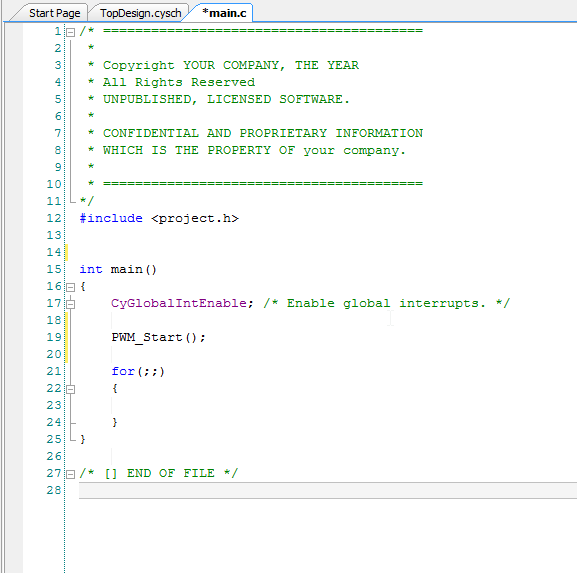 Start Page TopDesign.cysch *main.c
1 /* ========================================
2 *
3 * Copyright YOUR COMPANY, THE YEAR
4 * All Rights Reserved
5 * UNPUBLISHED, LICENSED SOFTWARE.
6 *
7 * CONFIDENTIAL AND PROPRIETARY INFORMATION
8 * WHICH IS THE PROPERTY OF your company.
9 *
10 * ========================================
11 */
12 #include <project.h>
13
14
15 int main()
16 {
17     CyGlobalIntEnable; /* Enable global interrupts. */
18
19     PWM_Start();
20
21     for(;;)
22     {
23
24     }
25 }
26
27 /* [] END OF FILE */
28